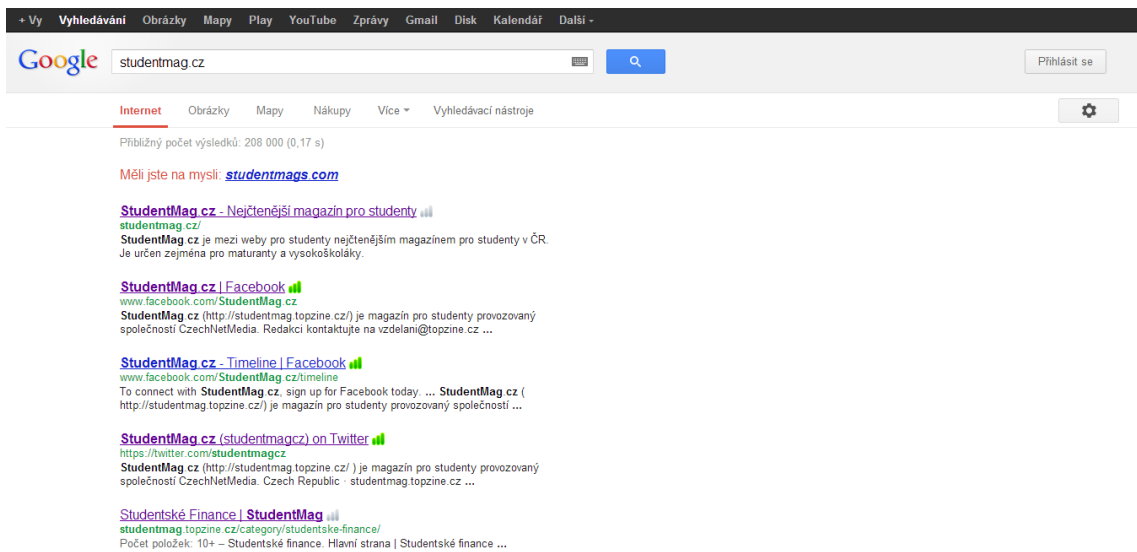 + Vy Vyhledávání Obrázky Mapy Play YouTube Zprávy Gmail Disk Kalendář Další
Google studentmag.cz Přihlásit se
Internet Obrázky Mapy Nákupy Více Vyhledávací nástroje
Přibližný počet výsledků: 208 000 (0,17 s)
Měli jste na mysli: studentmags.com
StudentMag.cz - Nejčtenější magazín pro studenty
studentmag.cz/
StudentMag.cz je mezi weby pro studenty nejčtenějším magazínem pro studenty v ČR.
Je určen zejména pro maturanty a vysokoškoláky.
StudentMag.cz | Facebook
www.facebook.com/StudentMag.cz
StudentMag.cz (http://studentmag.topzine.cz/) je magazín pro studenty provozovaný
společností CzechNetMedia. Redakci kontaktujte na vzdelani@topzine.cz ...
StudentMag.cz - Timeline | Facebook
www.facebook.com/StudentMag.cz/timeline
To connect with StudentMag.cz, sign up for Facebook today. ... StudentMag.cz (
http://studentmag.topzine.cz/) je magazín pro studenty provozovaný společností ...
StudentMag.cz (studentmagcz) on Twitter
https://twitter.com/studentmagcz
StudentMag.cz (http://studentmag.topzine.cz/ ) je magazín pro studenty provozovaný
společností CzechNetMedia. Czech Republic · studentmag.topzine.cz ...
Studentské Finance | StudentMag
studentmag.topzine.cz/category/studentske-finance/
Počet položek: 10+ – Studentské finance. Hlavní strana | Studentské finance ...